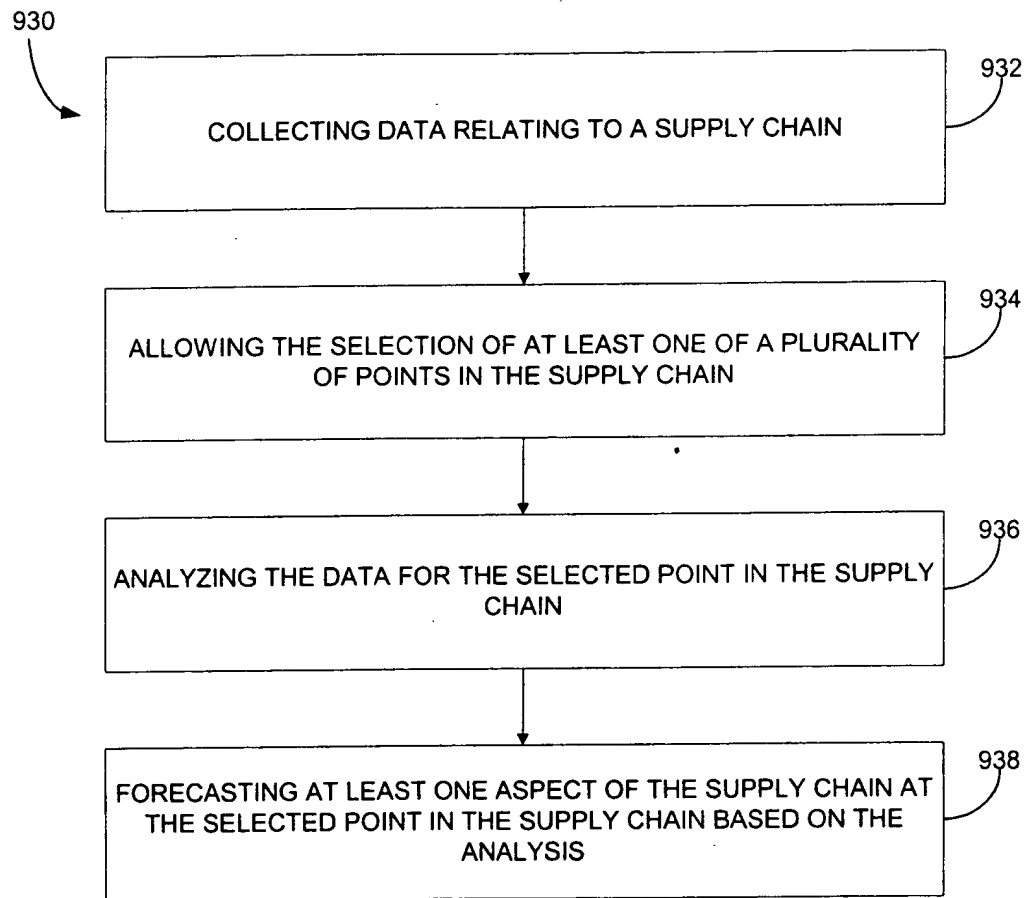 930
932
COLLECTING DATA RELATING TO A SUPPLY CHAIN
934
ALLOWING THE SELECTION OF AT LEAST ONE OF A PLURALITY
OF POINTS IN THE SUPPLY CHAIN
936
ANALYZING THE DATA FOR THE SELECTED POINT IN THE SUPPLY
CHAIN
938
FORECASTING AT LEAST ONE ASPECT OF THE SUPPLY CHAIN AT
THE SELECTED POINT IN THE SUPPLY CHAIN BASED ON THE
ANALYSIS